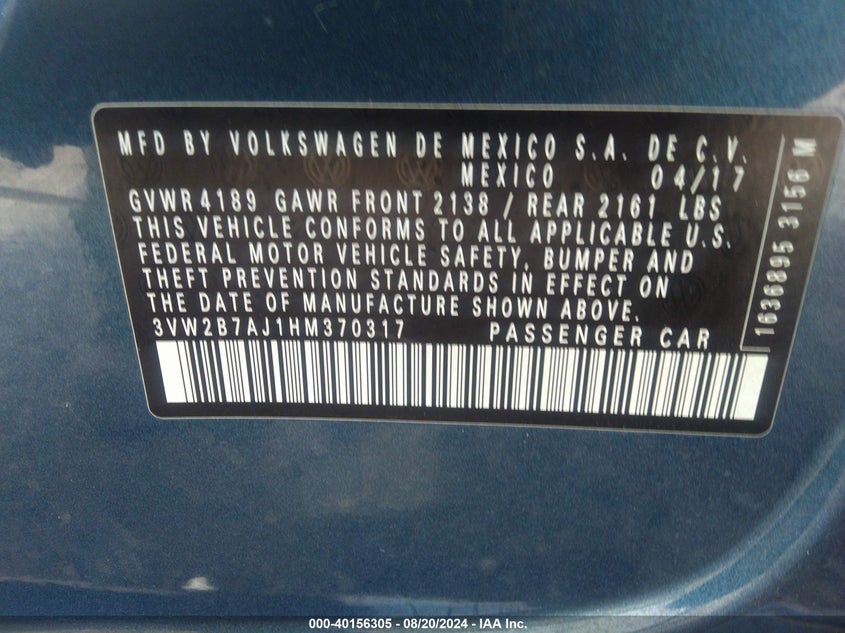 MFD BY VOLKSWAGEN DE MEXICO S.A. DE C.V.
MEXICO 04/17
GVWR 4189 GAWR FRONT 2138 / REAR 2161 LBS
THIS VEHICLE CONFORMS TO ALL APPLICABLE U.S.
FEDERAL MOTOR VEHICLE SAFETY, BUMPER AND
THEFT PREVENTION STANDARDS IN EFFECT ON
THE DATE OF MANUFACTURE SHOWN ABOVE.
3VW2B7AJ1HM370317 PASSENGER CAR
1636895 3156 M
000-40156305 - 08/20/2024 - IAA Inc.